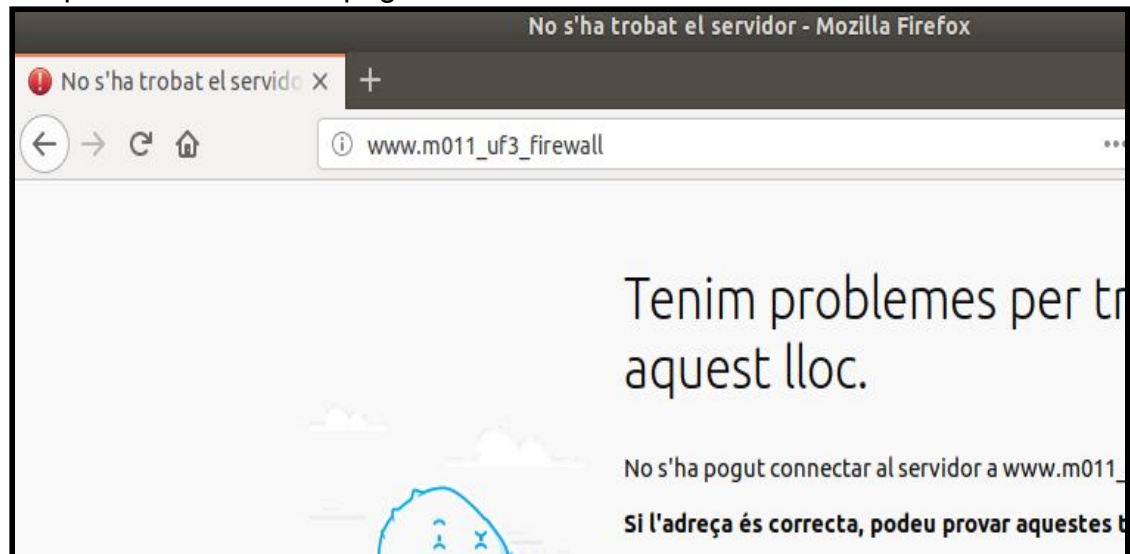 No s'ha trobat el servidor - Mozilla Firefox
No s'ha trobat el servido
www.m011_uf3_firewall
Tenim problemes per tr
aquest lloc.
No s'ha pogut connectar al servidor a www.m011_
Si l'adreça és correcta, podeu provar aquestes t